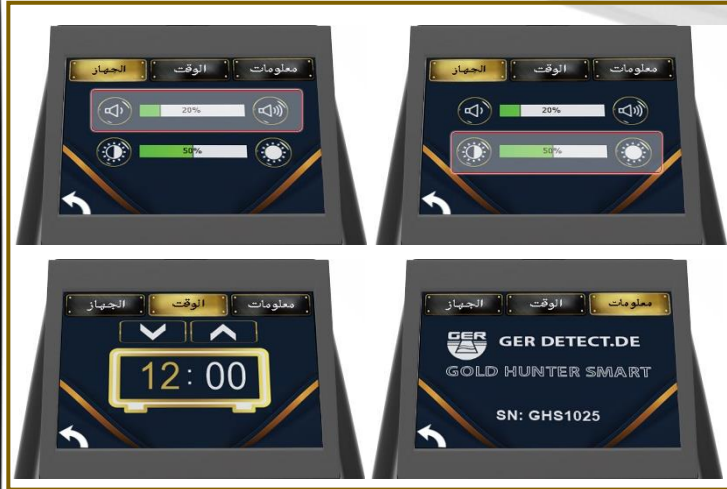 معلومات الوقت الجهاز
20%
50%
معلومات الوقت الجهاز
20%
50%
معلومات الوقت الجهاز
12:00
معلومات الوقت الجهاز
GER
GER DETECT.DE
GOLD HUNTER SMART
SN: GHS1025